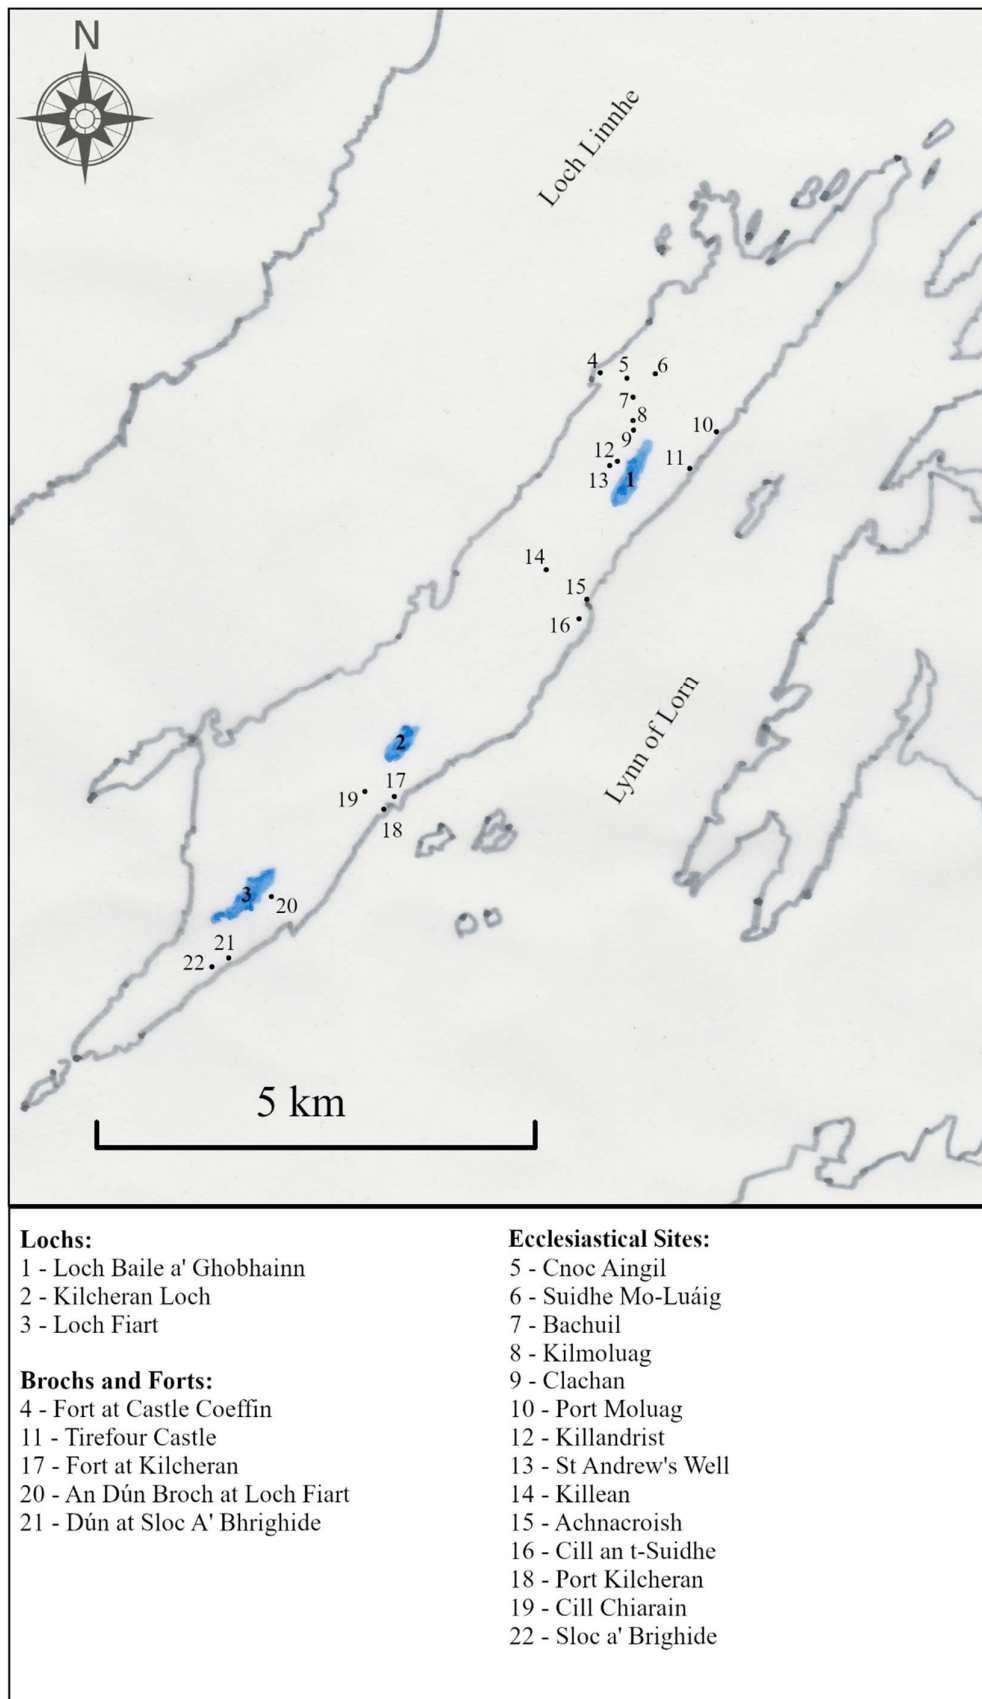 N
Loch Linnhe
4
5
6
7
8
9
10
11
12
13
1
14
15
16
Lynn of Lorn
2
17
18
19
3
20
21
22
5 km
Lochs:
1 - Loch Baile a' Ghobhainn
2 - Kilcheran Loch
3 - Loch Fiart
Brochs and Forts:
4 - Fort at Castle Coeffin
11 - Tirefour Castle
17 - Fort at Kilcheran
20 - An Dún Broch at Loch Fiart
21 - Dún at Sloc A' Bhrighide
Ecclesiastical Sites:
5 - Cnoc Aingil
6 - Suidhe Mo-Luáig
7 - Bachuil
8 - Kilmoluag
9 - Clachan
10 - Port Moluag
12 - Killandrist
13 - St Andrew's Well
14 - Killean
15 - Achnacroish
16 - Cill an t-Suidhe
18 - Port Kilcheran
19 - Cill Chiarain
22 - Sloc a' Brighide